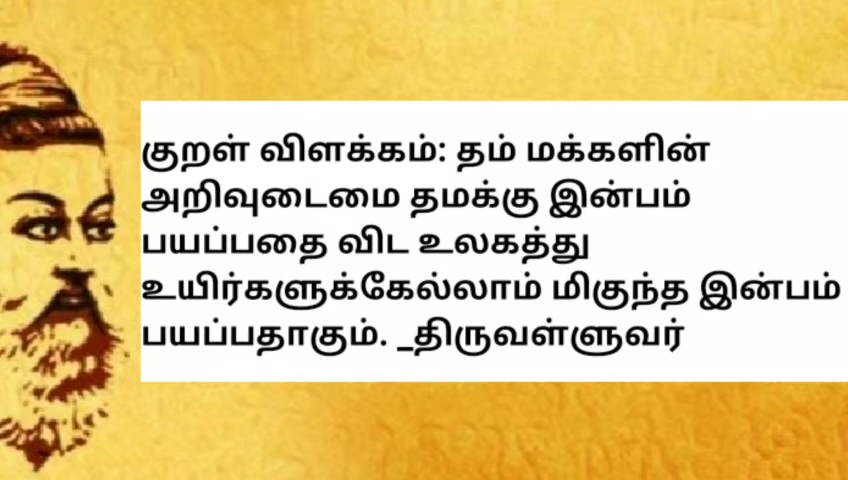 குறள் விளக்கம்: தம் மக்களின்
அறிவுடைமை தமக்கு இன்பம்
பயப்பதை விட உலகத்து
உயிர்களுக்கேல்லாம் மிகுந்த இன்பம்
பயப்பதாகும். _திருவள்ளுவர்